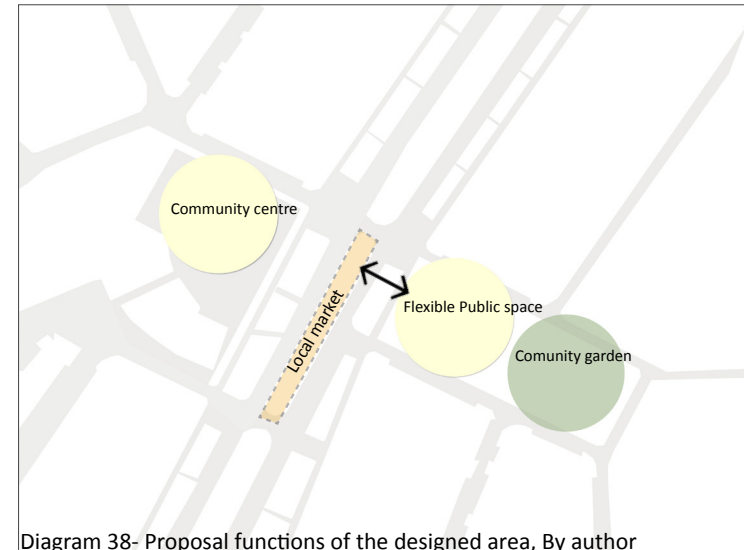 Community centre
Local market
Flexible Public space
Comunity garden
Diagram 38- Proposal functions of the designed area, By author